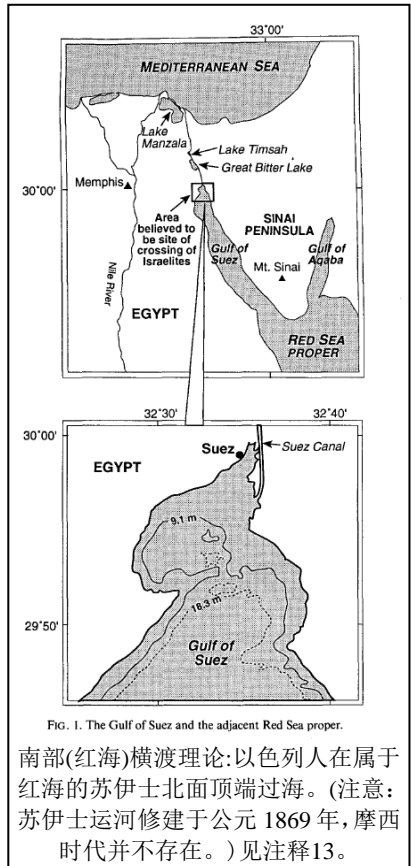 33°00'
MEDITERRANEAN SEA
Lake
Manzala
Lake Timsah
Great Bitter Lake
30°00'
Memphis
Area
believed to
be site of
crossing of
Israelites
SINAI
PENINSULA
Gulf of
Suez
Gulf of
Aqaba
Mt. Sinai
Nile River
EGYPT
RED SEA
PROPER
32°30'
32°40'
30°00'
Suez
Suez Canal
EGYPT
9.1 m
18.3 m
29°50'
Gulf of
Suez
FIG. 1. The Gulf of Suez and the adjacent Red Sea proper.
南部(红海)横渡理论:以色列人在属于
红海的苏伊士北面顶端过海。(注意:
苏伊士运河修建于公元 1869 年，摩西
时代并不存在。) 见注释13。